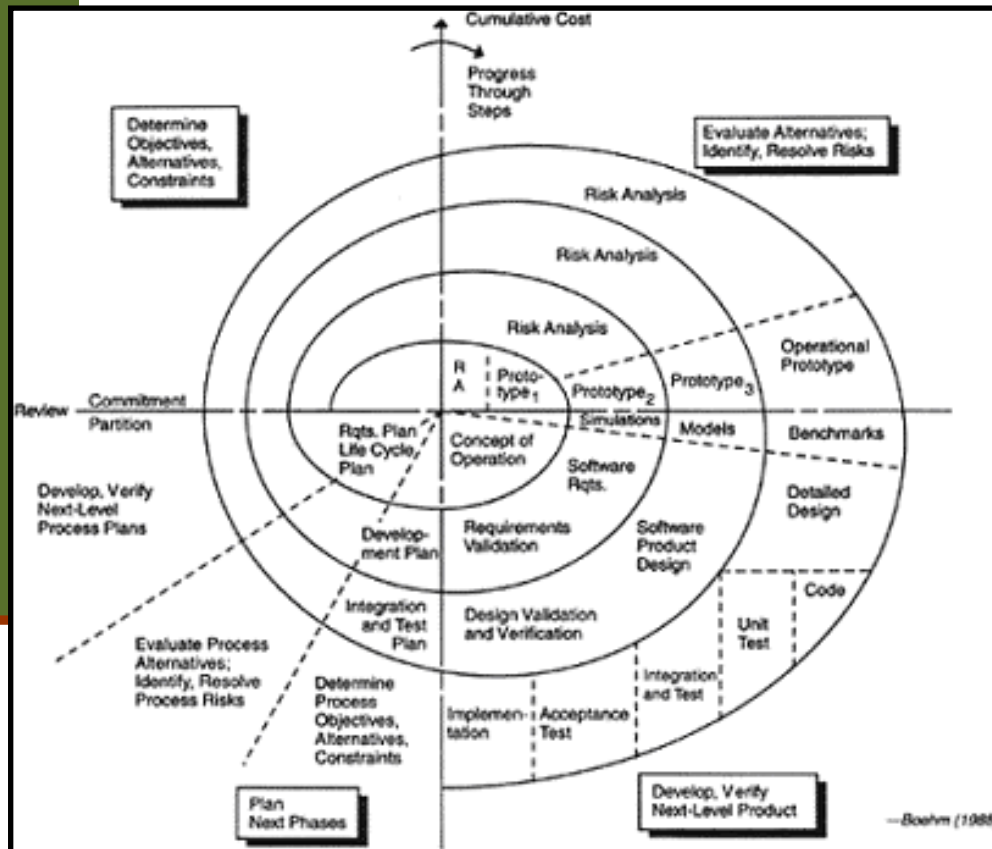 Cumulative Cost
Progress
Through
Steps
Determine
Objectives,
Alternatives,
Constraints
Evaluate Alternatives;
Identify, Resolve Risks
Risk Analysis
Risk Analysis
Risk Analysis
Operational
Prototype
R
A
Proto-
type1
Prototype2
Prototype3
Review
Commitment
Partition
Simulations
Models
Benchmarks
Rqts. Plan
Life Cycle
Plan
Concept of
Operation
Software
Rqts.
Develop, Verify
Next-Level
Process Plans
Detailed
Design
Develop-
ment Plan
Requirements
Validation
Software
Product
Design
Code
Unit
Test
Integration
and Test
Plan
Design Validation
and Verification
Evaluate Process
Alternatives;
Identify, Resolve
Process Risks
Determine
Process
Objectives,
Alternatives,
Constraints
Integration
and Test
Implemen-
tation
Acceptance
Test
Plan
Next Phases
Develop, Verify
Next-Level Product
—Boehm (1988